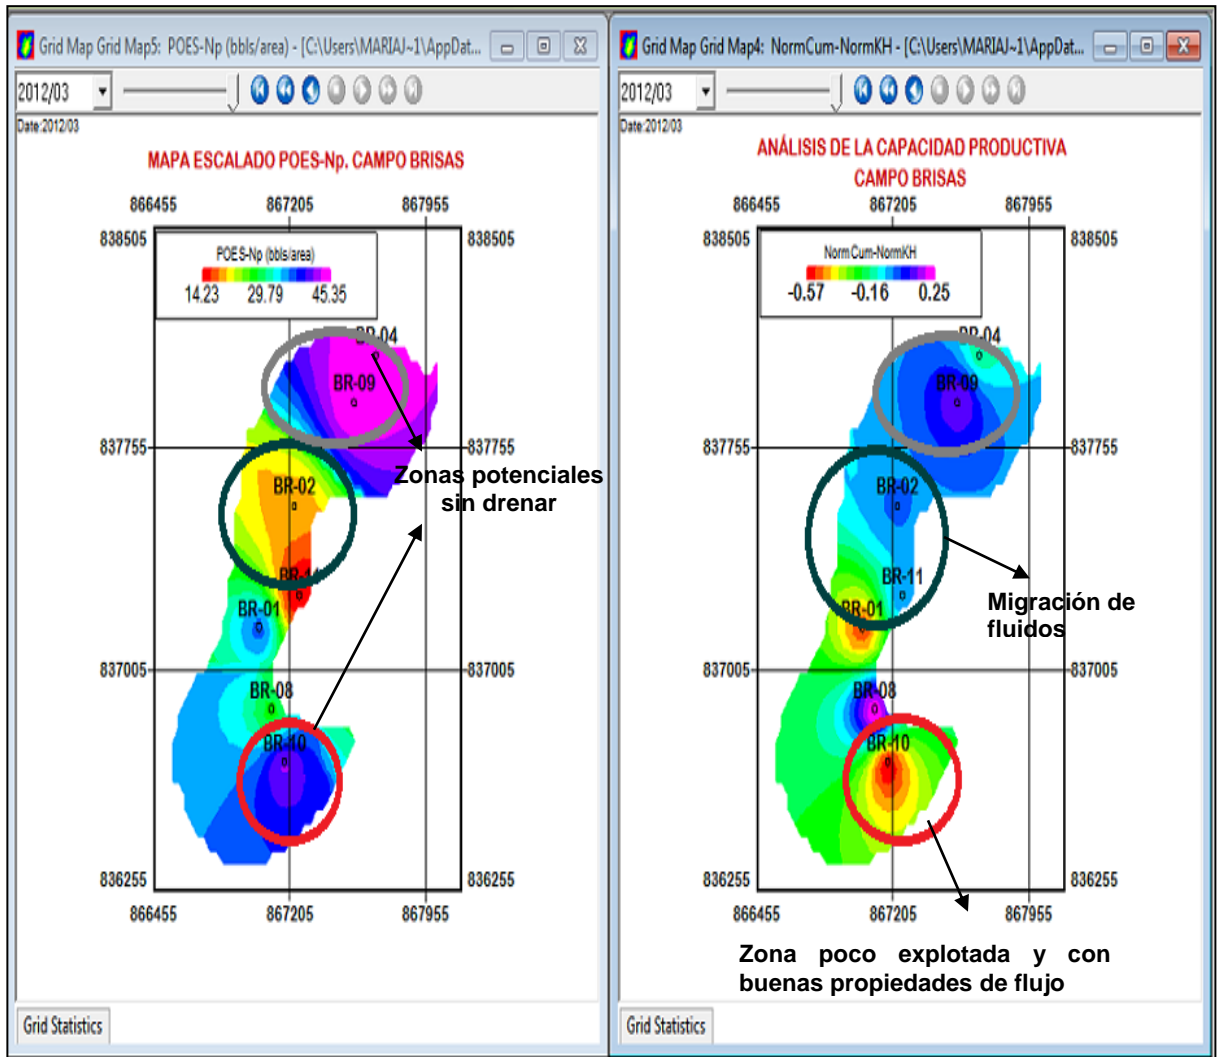 Grid Map Grid Map5: POES-Np (bbls/area) - [C:\Users\MARIAJ~1\AppDat...
2012/03
Date:2012/03
MAPA ESCALADO POES-Np. CAMPO BRISAS
866455 867205 867955
838505 838505
POES-Np (bbls/area)
14.23 29.79 45.35
BR-04
BR-09
837755 837755
Zonas potenciales
sin drenar
BR-02
BR-11
BR-01
837005 837005
BR-08
BR-10
836255 836255
866455 867205 867955
Grid Statistics
Grid Map Grid Map4: NormCum-NormKH - [C:\Users\MARIAJ~1\AppDat...
2012/03
Date:2012/03
ANÁLISIS DE LA CAPACIDAD PRODUCTIVA
CAMPO BRISAS
866455 867205 867955
838505 838505
NormCum-NormKH
-0.57 -0.16 0.25
BR-04
BR-09
837755 837755
BR-02
BR-11
Migración de
fluidos
BR-01
837005 837005
BR-08
BR-10
836255 836255
866455 867205 867955
Zona poco explotada y con
buenas propiedades de flujo
Grid Statistics